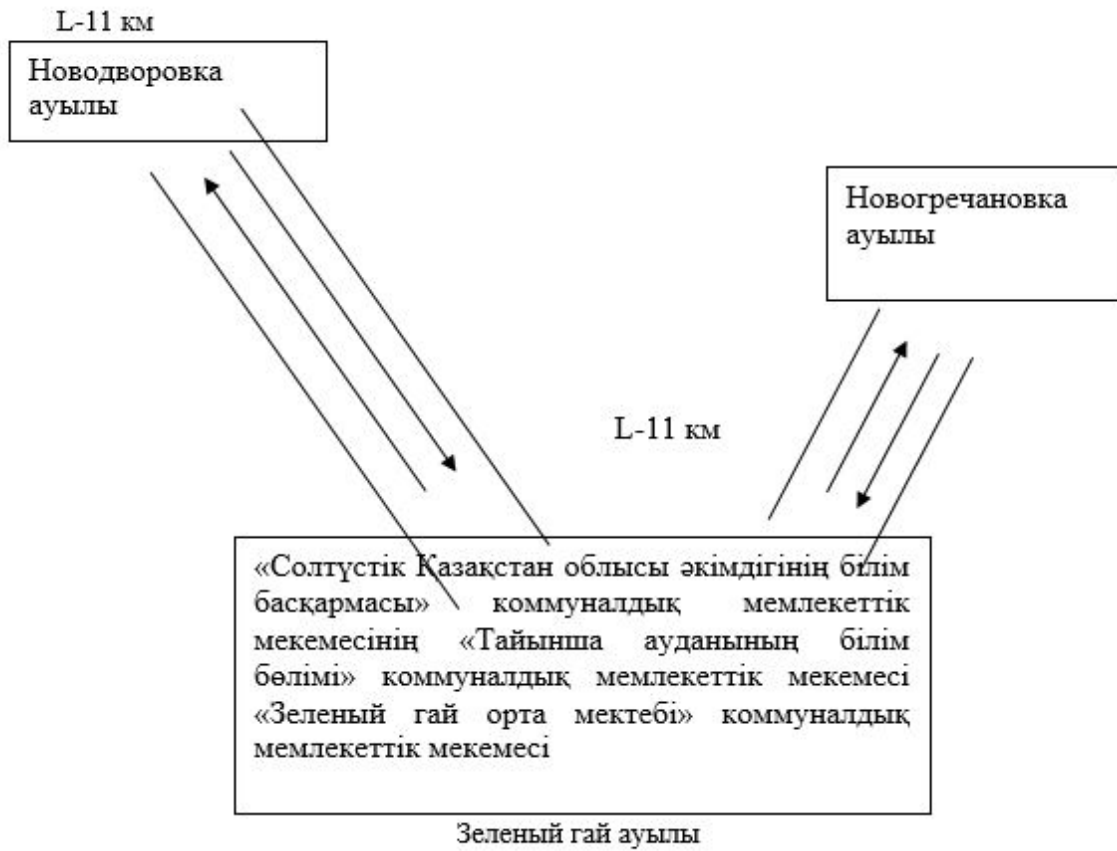 L-11 км
Новодворовка
ауылы
Новогречановка
ауылы
L-11 км
«Солтүстік Қазақстан облысы әкімдігінің білім
басқармасы» коммуналдық мемлекеттік
мекемесінің «Тайынша ауданының білім
бөлімі» коммуналдық мемлекеттік мекемесі
«Зеленый гай орта мектебі» коммуналдық
мемлекеттік мекемесі
Зеленый гай ауылы